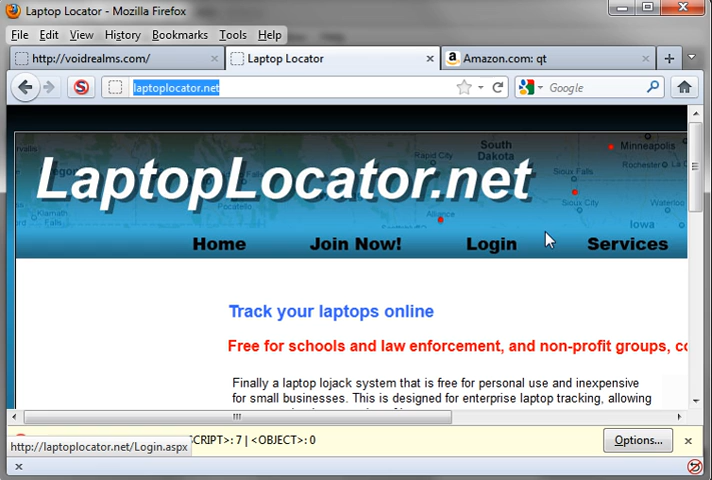 Laptop Locator - Mozilla Firefox
File Edit View History Bookmarks Tools Help
http://voidrealms.com/ Laptop Locator Amazon.com: qt
laptoplocator.net Google
South Dakota
Minneapolis
Rapid City
Rochester
Sioux Falls
Sioux City
Waterloo
Alliance
Iowa
LaptopLocator.net
Home Join Now! Login Services
Track your laptops online
Free for schools and law enforcement, and non-profit groups, co
Finally a laptop lojack system that is free for personal use and inexpensive
for small businesses. This is designed for enterprise laptop tracking, allowing
SCRIPT>: 7 | <OBJECT>: 0 Options...
http://laptoplocator.net/Login.aspx